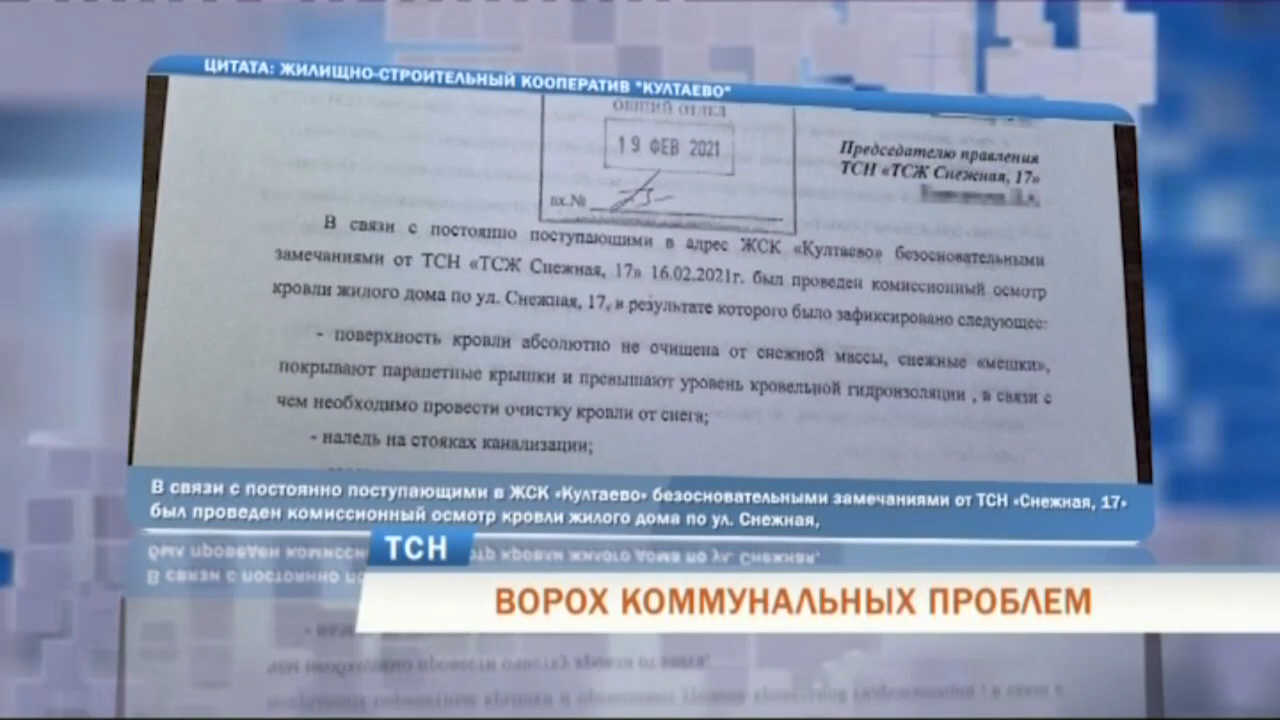 ЦИТАТА: ЖИЛИЩНО-СТРОИТЕЛЬНЫЙ КООПЕРАТИВ "КУЛТАЕВО"
ОБЩИЙ ОТДЕЛ
19 ФЕВ 2021
вх.№
Председателю правления
ТСН «ТСЖ Снежная, 17»
В связи с постоянно поступающими в адрес ЖСК «Култаево» безосновательными
замечаниями от ТСН «ТСЖ Снежная, 17» 16.02.2021г. был проведен комиссионный осмотр
кровли жилого дома по ул. Снежная, 17, в результате которого было зафиксировано следующее:
- поверхность кровли абсолютно не очищена от снежной массы, снежные «мешки»,
покрывают парапетные крышки и превышают уровень кровельной гидроизоляции , в связи с
чем необходимо провести очистку кровли от снега;
- наледь на стояках канализации;
В связи с постоянно поступающими в ЖСК «Култаево» безосновательными замечаниями от ТСН «Снежная, 17»
был проведен комиссионный осмотр кровли жилого дома по ул. Снежная,
ТСН
ВОРОХ КОММУНАЛЬНЫХ ПРОБЛЕМ